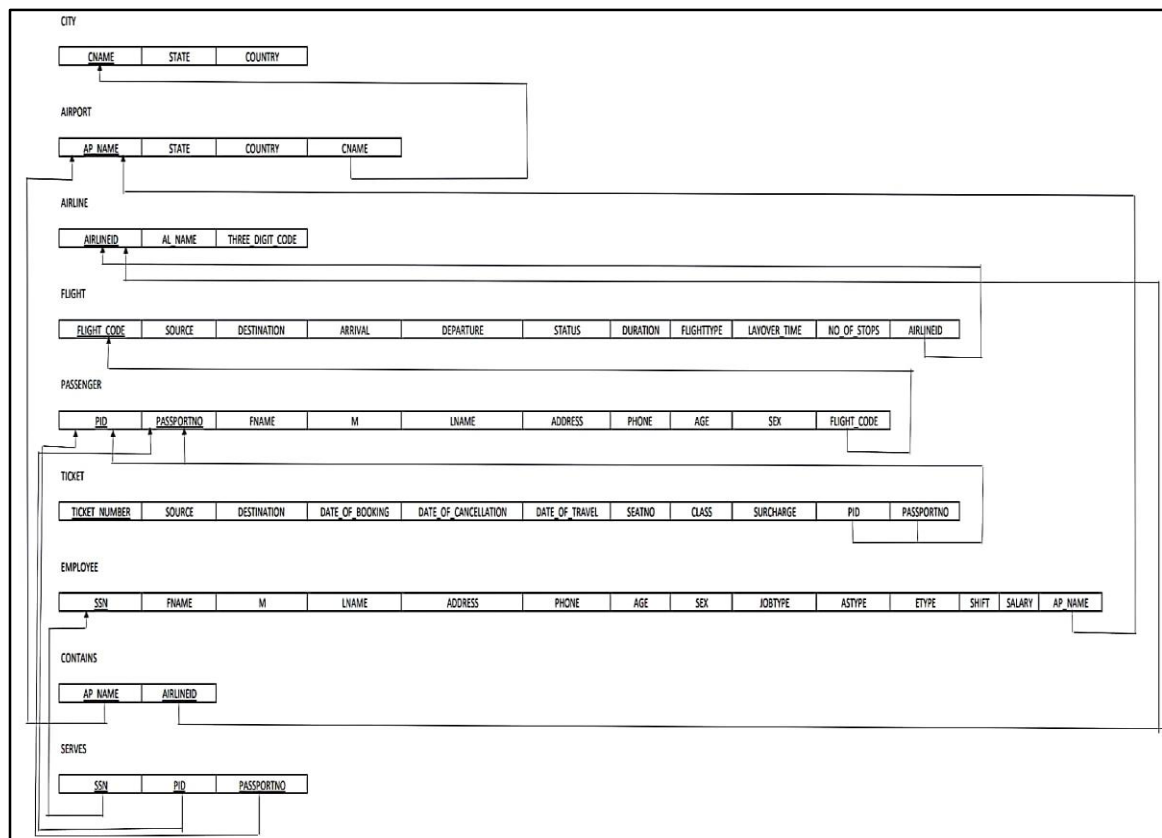 CITY
CNAME STATE COUNTRY
AIRPORT
AP_NAME STATE COUNTRY CNAME
AIRLINE
AIRLINEID AL_NAME THREE_DIGIT_CODE
FLIGHT
FLIGHT_CODE SOURCE DESTINATION ARRIVAL DEPARTURE STATUS DURATION FLIGHTTYPE LAYOVER_TIME NO_OF_STOPS AIRLINEID
PASSENGER
PID PASSPORTNO FNAME M LNAME ADDRESS PHONE AGE SEX FLIGHT_CODE
TICKET
TICKET_NUMBER SOURCE DESTINATION DATE_OF_BOOKING DATE_OF_CANCELLATION DATE_OF_TRAVEL SEATNO CLASS SURCHARGE PID PASSPORTNO
EMPLOYEE
SSN FNAME M LNAME ADDRESS PHONE AGE SEX JOBTYPE ASTYPE ETYPE SHIFT SALARY AP_NAME
CONTAINS
AP_NAME AIRLINEID
SERVES
SSN PID PASSPORTNO